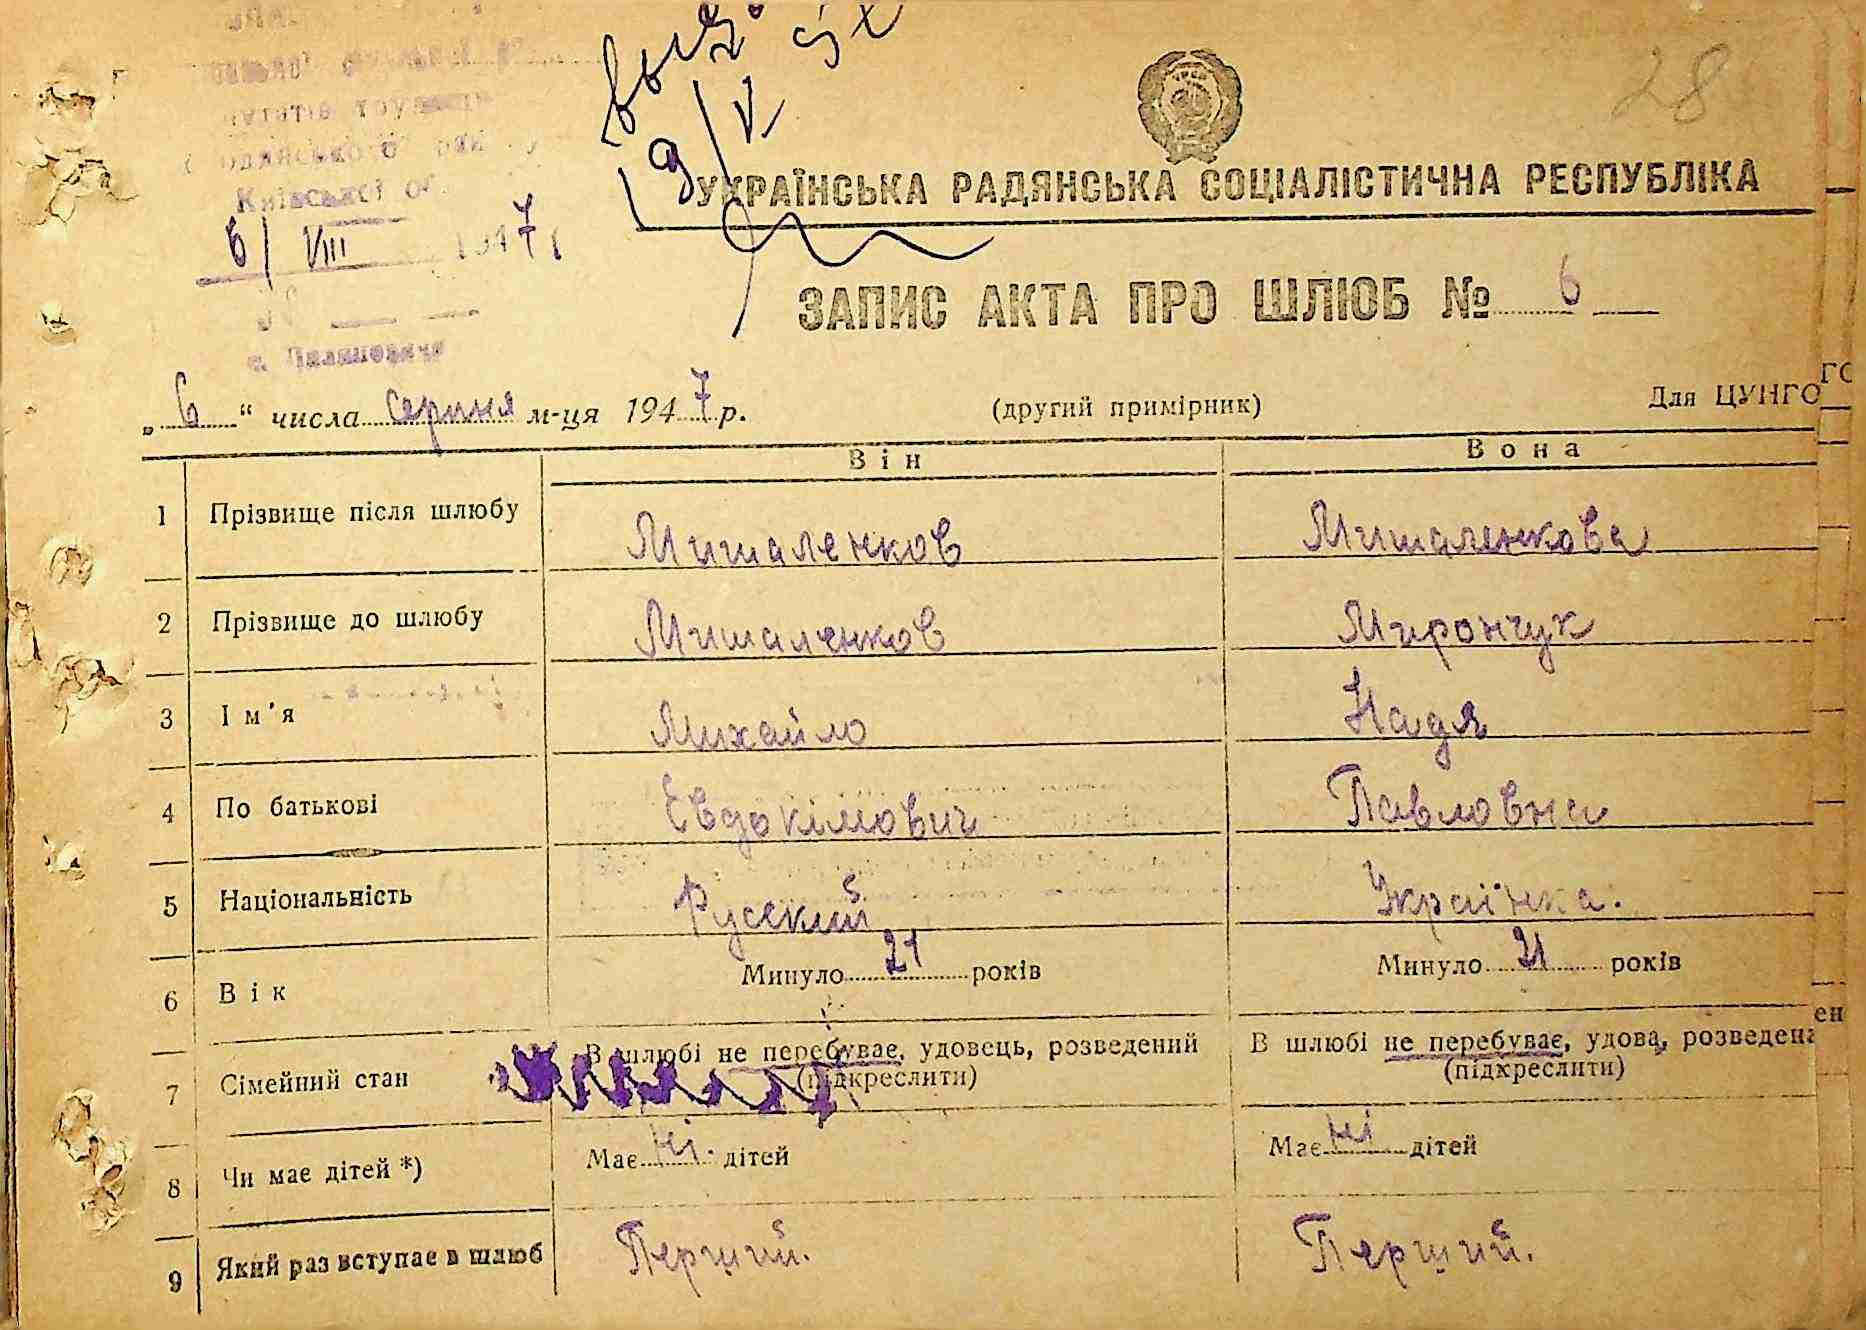 28
Київської об
6/ VIII 1947
9/V
УКРАЇНСЬКА РАДЯНСЬКА СОЦІАЛІСТИЧНА РЕСПУБЛІКА
ЗАПИС АКТА ПРО ШЛЮБ № 6
„6“ числа серпня м-ця 1947 р. (другий примірник) Для ЦУНГО
Він Вона
1 Прізвище після шлюбу Мишаленков Мишаленкова
2 Прізвище до шлюбу Мишаленков Мирончук
3 Ім'я Михайло Надя
4 По батькові Евдокімович Павловна
5 Національність Русский Українка.
6 Вік Минуло 21 років Минуло 21 років
7 Сімейний стан В шлюбі не перебуває, удовець, розведений В шлюбі не перебуває, удова, розведена
(підкреслити) (підкреслити)
8 Чи має дітей *) Має ні. дітей Має ні дітей
9 Який раз вступає в шлюб Перший. Перший.